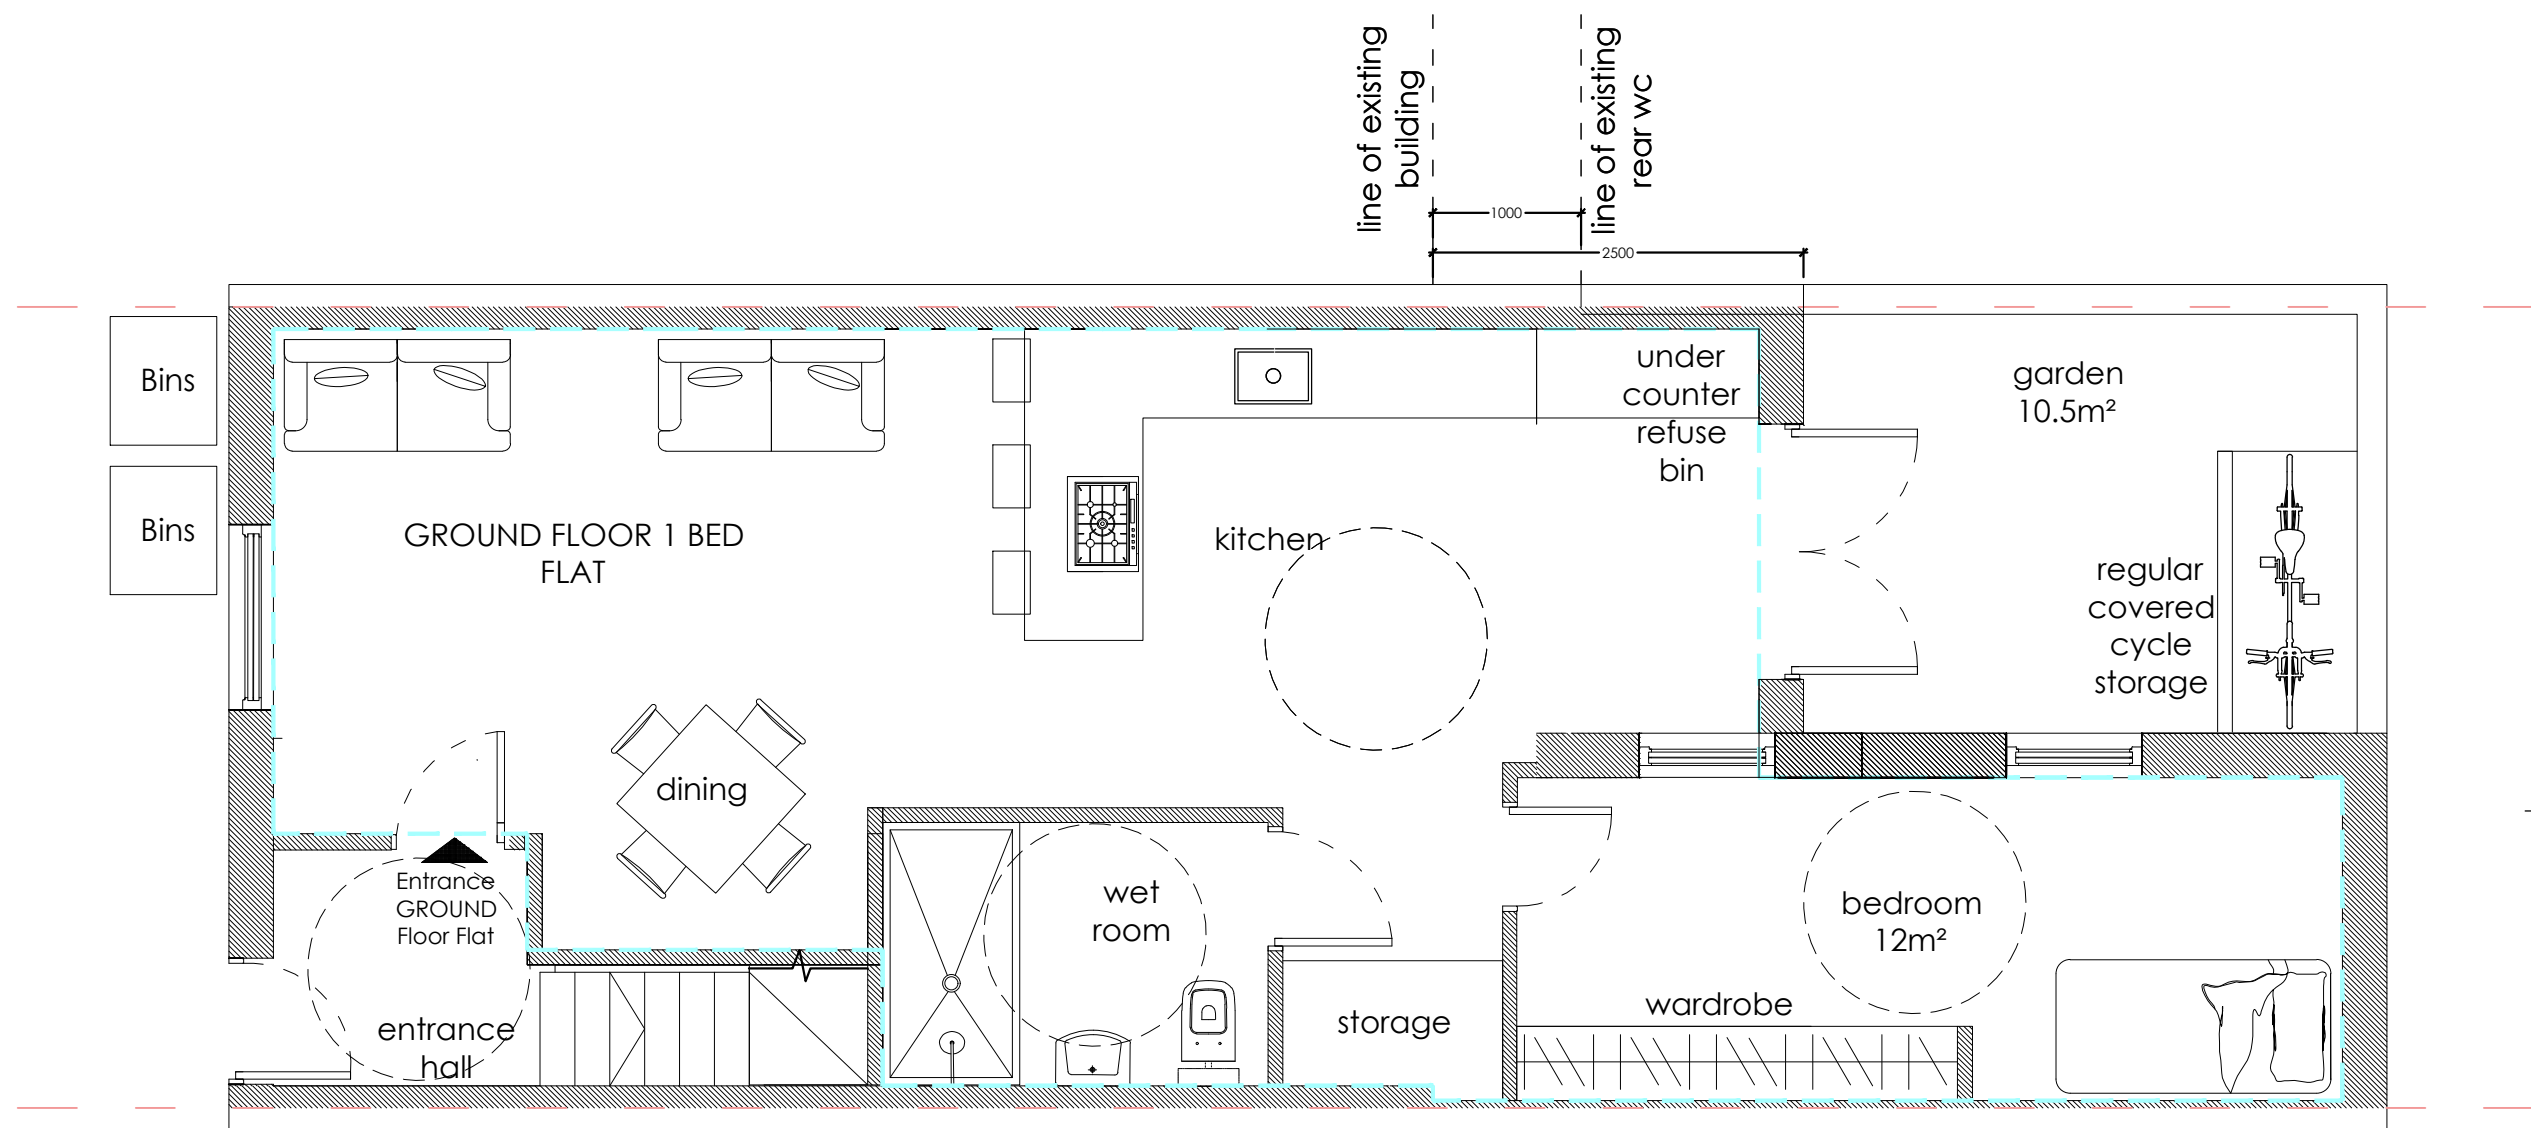 line of existing
building
line of existing
rear wc
1000
2500
Bins
Bins
GROUND FLOOR 1 BED
FLAT
kitchen
under
counter
refuse
bin
garden
10.5m²
regular
covered
cycle
storage
dining
Entrance
GROUND
Floor Flat
entrance
hall
wet
room
storage
wardrobe
bedroom
12m²